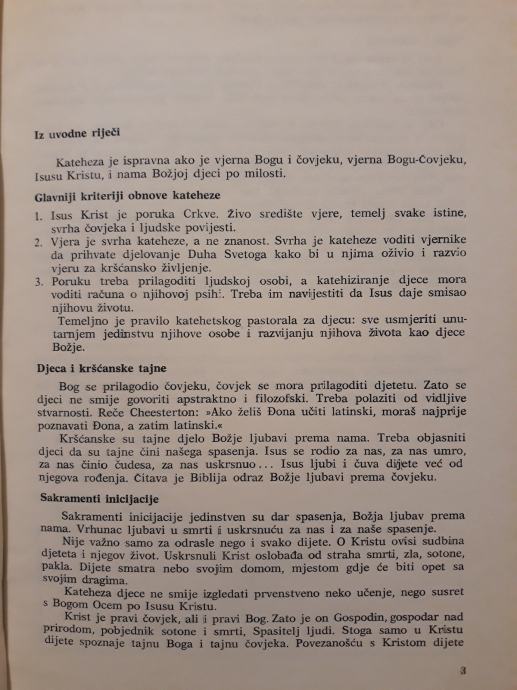 Iz uvodne riječi
Kateheza je ispravna ako je vjerna Bogu i čovjeku, vjerna Bogu-Čovjeku,
Isusu Kristu, i nama Božjoj djeci po milosti.
Glavniji kriteriji obnove kateheze
1. Isus Krist je poruka Crkve. Živo središte vjere, temelj svake istine,
svrha čovjeka i ljudske povijesti.
2. Vjera je svrha kateheze, a ne znanost. Svrha je kateheze voditi vjernike
da prihvate djelovanje Duha Svetoga kako bi u njima oživio i razvio
vjeru za kršćansko življenje.
3. Poruku treba prilagoditi ljudskoj osobi, a katehiziranje djece mora
voditi računa o njihovoj psihi. Treba im navijestiti da Isus daje smisao
njihovu životu.
Temeljno je pravilo katehetskog pastorala za djecu: sve usmjeriti unu-
tarnjem jedinstvu njihove osobe i razvijanju njihova života kao djece
Božje.
Djeca i kršćanske tajne
Bog se prilagodio čovjeku, čovjek se mora prilagoditi djetetu. Zato se
djeci ne smije govoriti apstraktno i filozofski. Treba polaziti od vidljive
stvarnosti. Reče Cheesterton: »Ako želiš Đona učiti latinski, moraš najprije
poznavati Đona, a zatim latinski.«
Kršćanske su tajne djelo Božje ljubavi prema nama. Treba objasniti
djeci da su tajne čini našega spasenja. Isus se rodio za nas, za nas umro,
za nas činio čudesa, za nas uskrsnuo... Isus ljubi i čuva dijete već od
njegova rođenja. Čitava je Biblija odraz Božje ljubavi prema čovjeku.
Sakramenti inicijacije
Sakramenti inicijacije jedinstven su dar spasenja, Božja ljubav prema
nama. Vrhunac ljubavi u smrti i uskrsnuću za nas i za naše spasenje.
Nije važno samo za odrasle nego i svako dijete. O Kristu ovisi sudbina
djeteta i njegov život. Uskrsnuli Krist oslobađa od straha smrti, zla, sotone,
pakla. Dijete smatra nebo svojim domom, mjestom gdje će biti opet sa
svojim dragima.
Kateheza djece ne smije izgledati prvenstveno neko učenje, nego susret
s Bogom Ocem po Isusu Kristu.
Krist je pravi čovjek, ali i pravi Bog. Zato je on Gospodin, gospodar nad
prirodom, pobjednik sotone i smrti, Spasitelj ljudi. Stoga samo u Kristu
dijete spoznaje tajnu Boga i tajnu čovjeka. Povezanošću s Kristom dijete
3